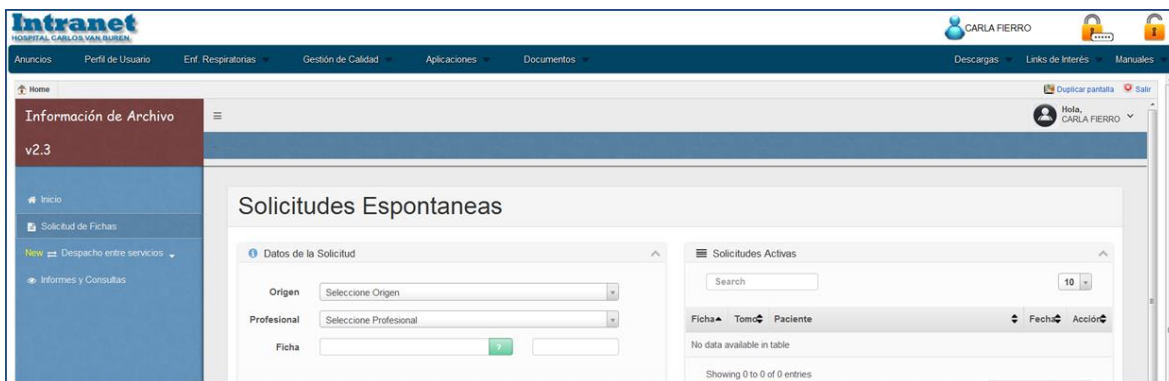 Intranet
HOSPITAL CARLOS VAN BUREN
CARLA FIERRO
Anuncios Perfil de Usuario Enf. Respiratorias Gestión de Calidad Aplicaciones Documentos Descargas Links de Interés Manuales
Home Duplicar pantalla Salir
Información de Archivo
v2.3
Hola,
CARLA FIERRO
Inicio
Solicitud de Fichas
New Despacho entre servicios
Informes y Consultas
Solicitudes Espontaneas
Datos de la Solicitud
Origen Seleccione Origen
Profesional Seleccione Profesional
Ficha ?
Solicitudes Activas
Search 10
Ficha Tomo Paciente Fecha Acción
No data available in table
Showing 0 to 0 of 0 entries